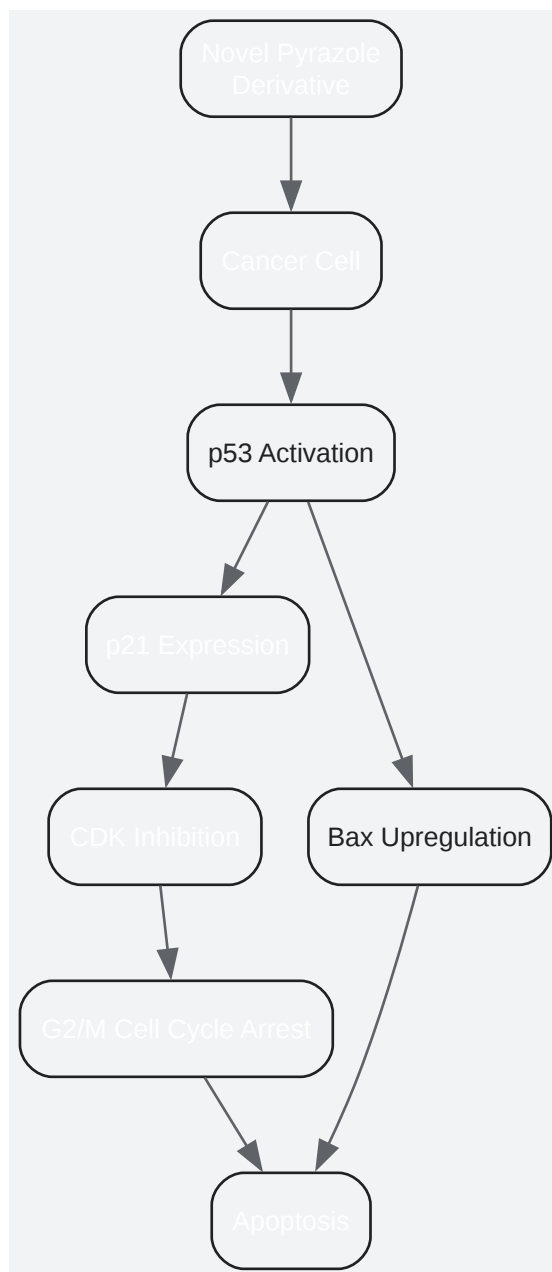 Novel Pyrazole
Derivative
Cancer Cell
p53 Activation
p21 Expression
CDK Inhibition
Bax Upregulation
G2/M Cell Cycle Arrest
Apoptosis